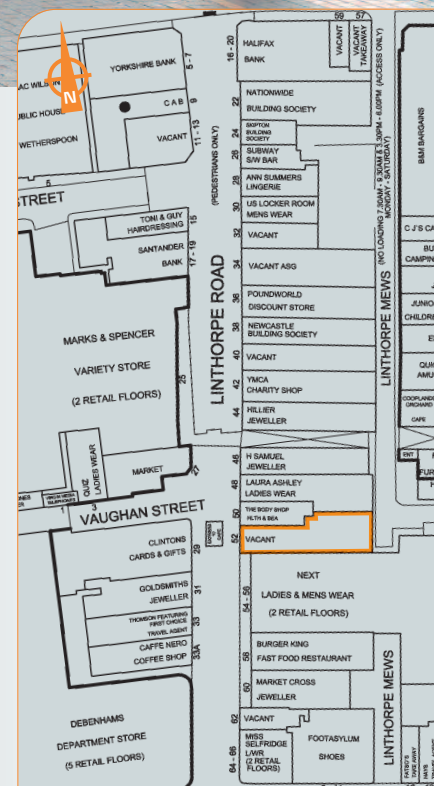 59
57
VACANT
VACANT
TAKEAWAY
16 - 20
HALIFAX
BANK
YORKSHIRE BANK
5 - 7
C A B
9
VACANT
11 - 13
PUBLIC HOUSE
WETHERSPOON
N
(PEDESTRIANS ONLY)
22
NATIONWIDE
BUILDING SOCIETY
24
SKIPTON
BUILDING
SOCIETY
26
SUBWAY
S/W BAR
28
ANN SUMMERS
LINGERIE
30
US LOCKER ROOM
MENS WEAR
32
VACANT
34
VACANT ASG
36
POUNDWORLD
DISCOUNT STORE
38
NEWCASTLE
BUILDING SOCIETY
40
VACANT
42
YMCA
CHARITY SHOP
44
HILLIER
JEWELLER
LINTHORPE MEWS (NO LOADING 7.30AM - 9.30AM & 3.30PM - 6.00PM) (ACCESS ONLY)
MONDAY - SATURDAY)
B&M BARGAINS
5
STREET
TONI & GUY
HAIRDRESSING
15
SANTANDER
BANK
17 - 19
LINTHORPE ROAD
MARKS & SPENCER
VARIETY STORE
(2 RETAIL FLOORS)
25
QUIZ
LADIES WEAR
MARKET
27
1
3
VAUGHAN STREET
46
H SAMUEL
JEWELLER
48
LAURA ASHLEY
LADIES WEAR
50
THE BODY SHOP
HLTH & BEA
52
VACANT
CAFE
ENT
CLINTONS
CARDS & GIFTS
29
GOLDSMITHS
JEWELLER
31
THOMSON FEATURING
FIRST CHOICE
TRAVEL AGENT
33
CAFFE NERO
COFFEE SHOP
33A
54 - 56
NEXT
LADIES & MENS WEAR
(2 RETAIL FLOORS)
58
BURGER KING
FAST FOOD RESTAURANT
60
MARKET CROSS
JEWELLER
62
VACANT
64 - 66
MISS
SELFRIDGE
L/WR
(2 RETAIL
FLOORS)
FOOTASYLUM
SHOES
LINTHORPE MEWS
DEBENHAMS
DEPARTMENT STORE
(5 RETAIL FLOORS)
TAKE AWAY